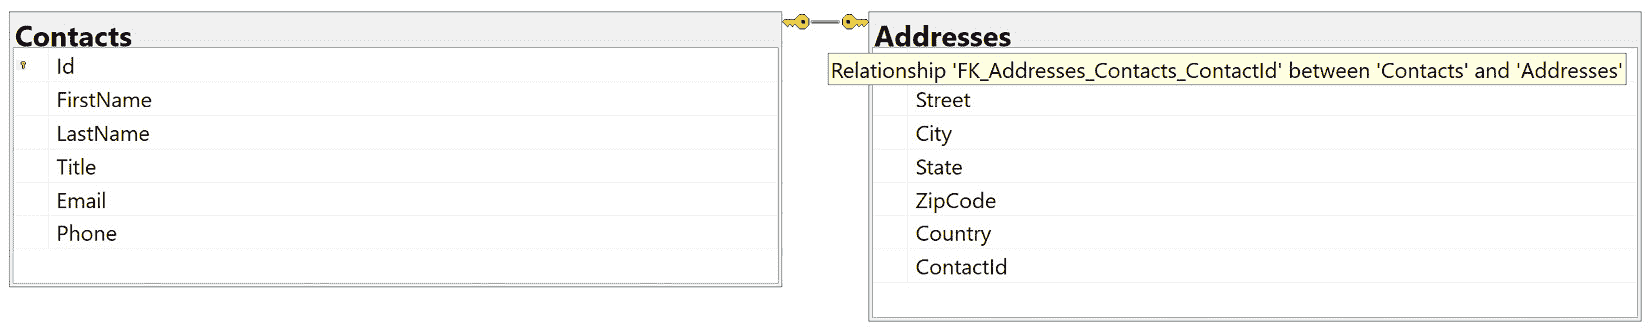 Contacts
Id
FirstName
LastName
Title
Email
Phone
Addresses
Relationship 'FK_Addresses_Contacts_ContactId' between 'Contacts' and 'Addresses'
Street
City
State
ZipCode
Country
ContactId